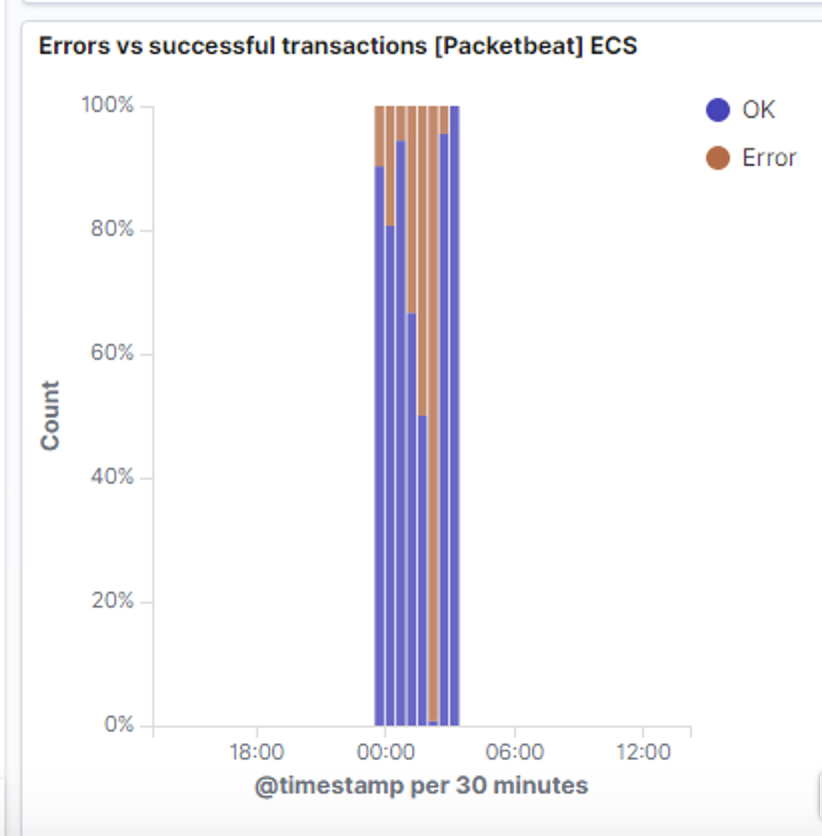 Errors vs successful transactions [Packetbeat] ECS
100%
80%
60%
40%
20%
0%
Count
OK
Error
18:00 00:00 06:00 12:00
@timestamp per 30 minutes